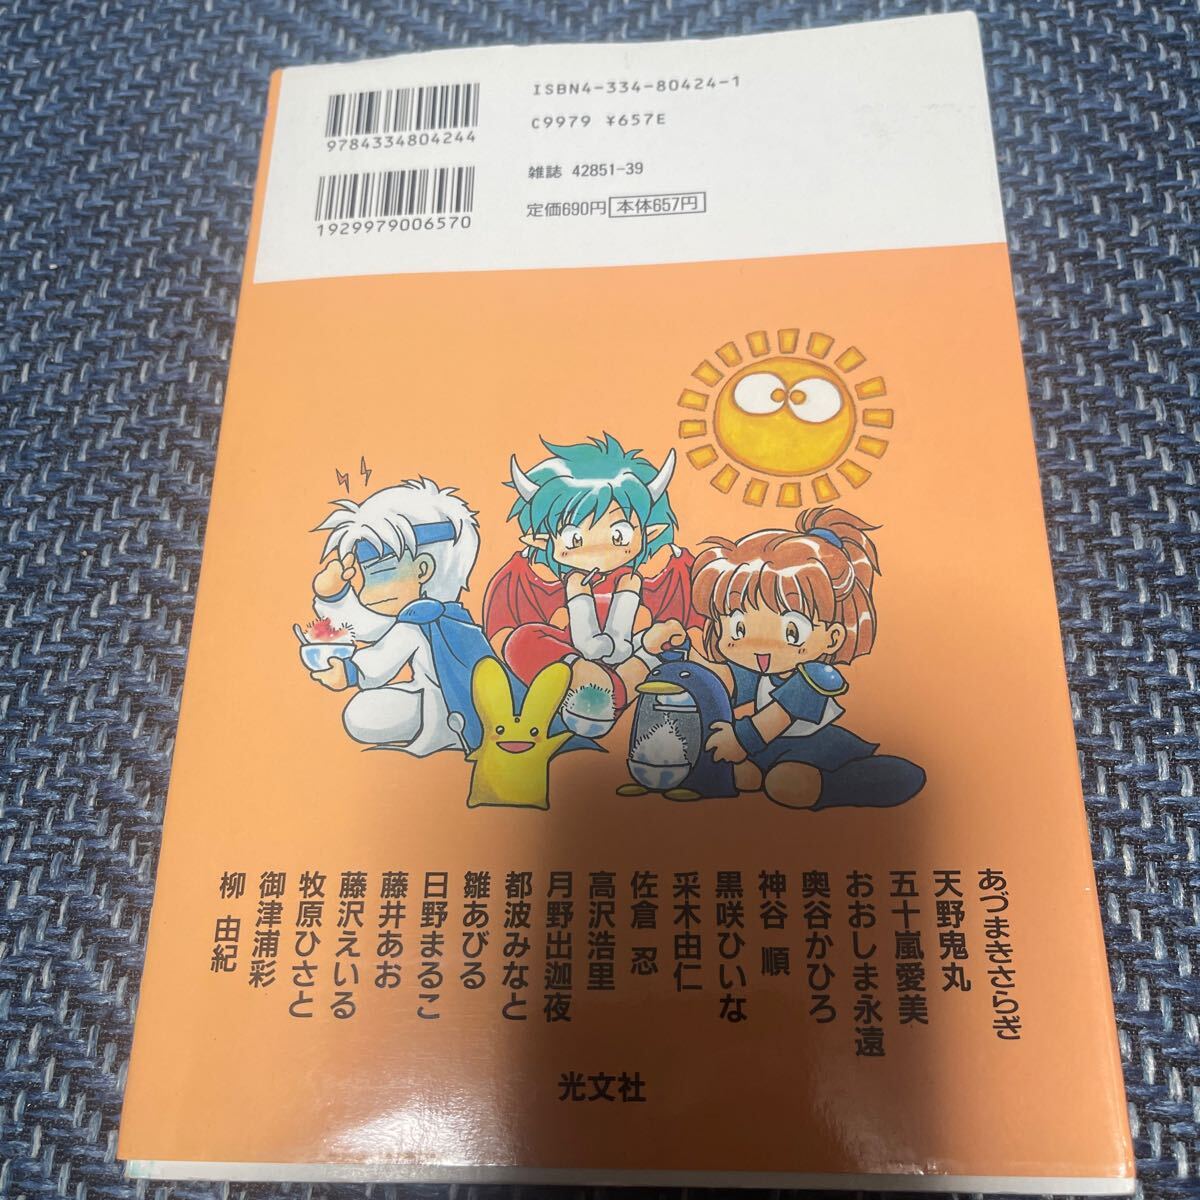 ISBN4-334-80424-1
C9979 ¥657E
9784334804244
雑誌 42851-39
定価690円 本体657円
1929979006570
あづまきさらぎ
天野鬼丸
五十嵐愛美
おおしま永遠
奥谷かひろ
神谷 順
黒咲ひいな
采木由仁
佐倉 忍
高沢浩里
月野出迦夜
都波みなと
雛あびる
日野まるこ
藤井あお
藤沢えいる
牧原ひさと
御津浦彩
柳 由紀
光文社